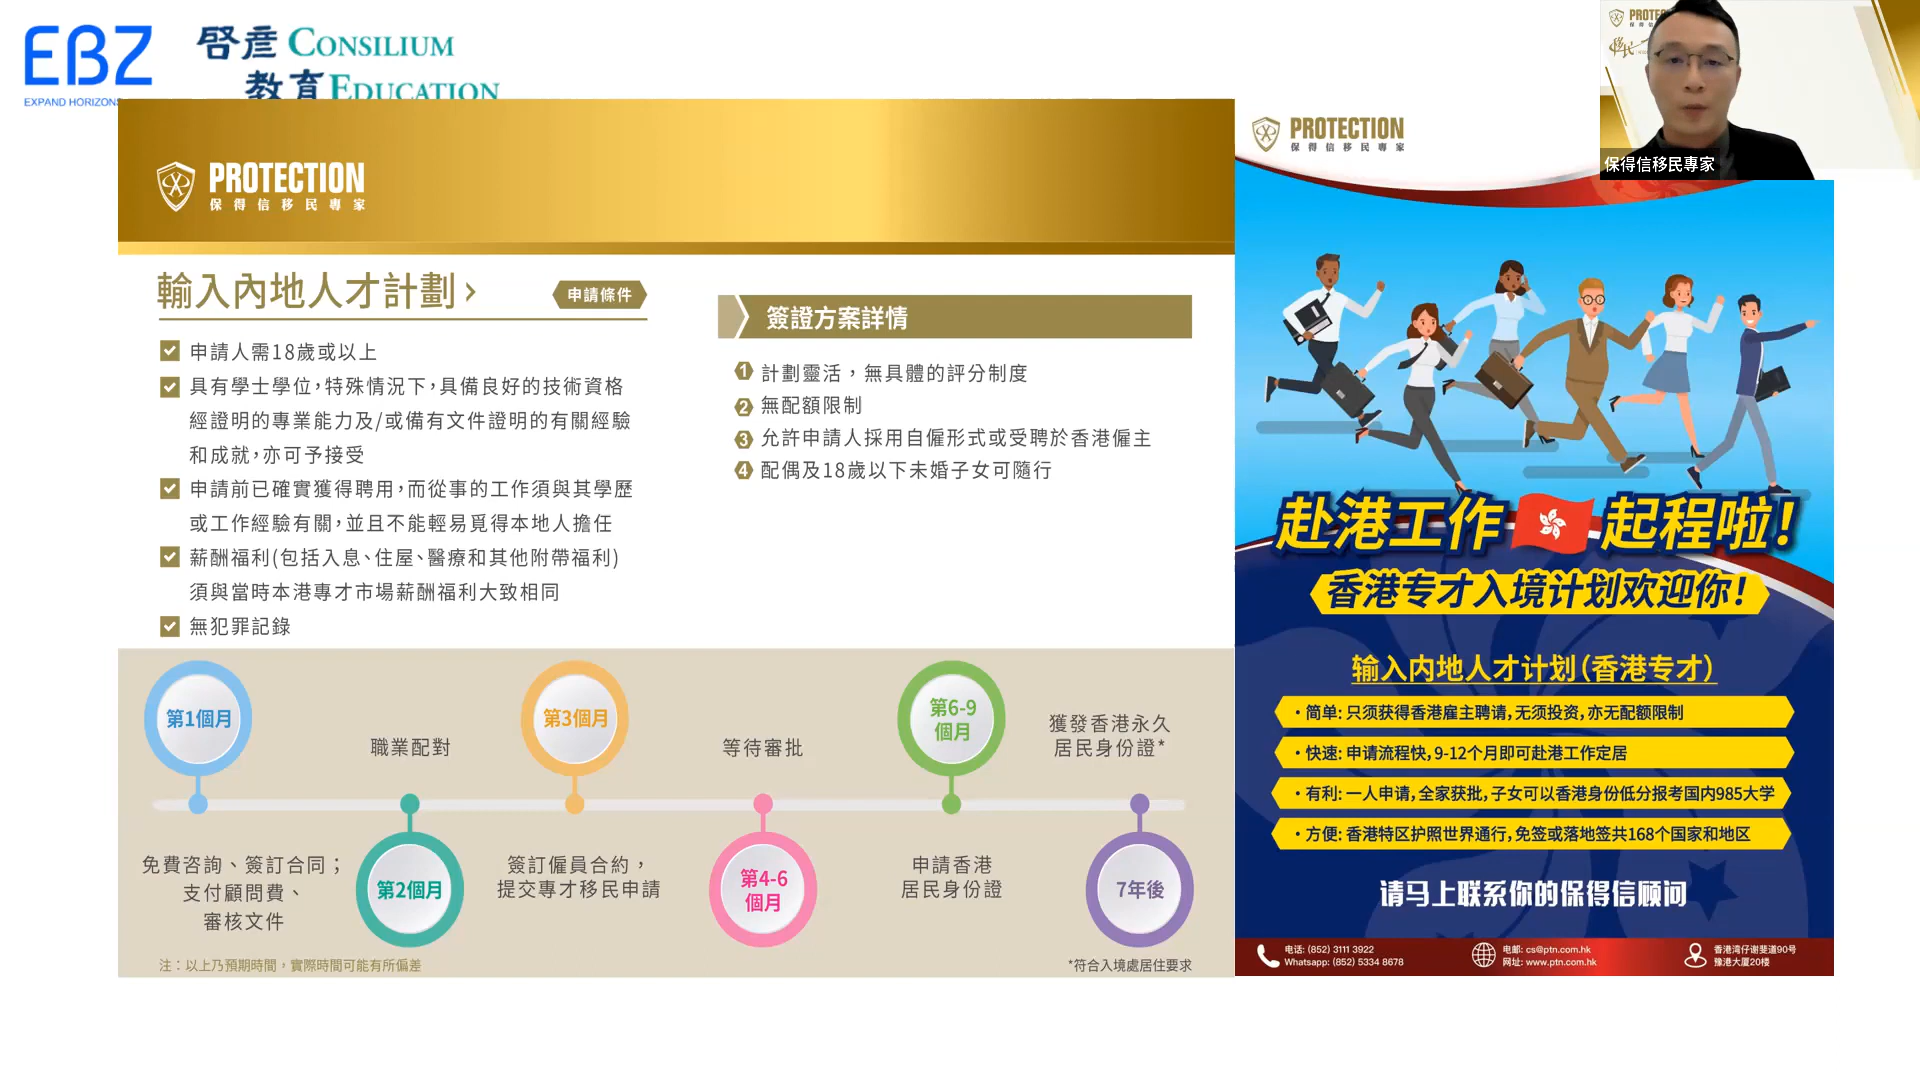 EBZ
EXPAND HORIZONS
啓彥 CONSILIUM
教育 EDUCATION
PROTECTION
保得信移民專家
輸入內地人才計劃 ›
申請條件
申請人需18歲或以上
具有學士學位，特殊情況下，具備良好的技術資格
經證明的專業能力及/或備有文件證明的有關經驗
和成就，亦可予接受
申請前已確實獲得聘用，而從事的工作須與其學歷
或工作經驗有關，並且不能輕易覓得本地人擔任
薪酬福利(包括入息、住屋、醫療和其他附帶福利)
須與當時本港專才市場薪酬福利大致相同
無犯罪記錄
簽證方案詳情
1 計劃靈活，無具體的評分制度
2 無配額限制
3 允許申請人採用自僱形式或受聘於香港僱主
4 配偶及18歲以下未婚子女可隨行
第1個月
免費咨詢、簽訂合同；
支付顧問費、
審核文件
職業配對
第2個月
第3個月
簽訂僱員合約，
提交專才移民申請
等待審批
第4-6
個月
第6-9
個月
申請香港
居民身份證
獲發香港永久
居民身份證*
7年後
注：以上乃預期時間，實際時間可能有所偏差
*符合入境處居住要求
PROTECTION
保得信移民專家
赴港工作 起程啦！
香港专才入境计划欢迎你！
输入内地人才计划（香港专才）
·简单: 只须获得香港雇主聘请，无须投资，亦无配额限制
·快速: 申请流程快，9-12个月即可赴港工作定居
·有利: 一人申请，全家获批，子女可以香港身份低分报考国内985大学
·方便: 香港特区护照世界通行，免签或落地签共168个国家和地区
请马上联系你的保得信顾问
电话: (852) 3111 3922
Whatsapp: (852) 5334 8678
电邮: cs@ptn.com.hk
网址: www.ptn.com.hk
香港湾仔谢斐道90号
豫港大厦20楼
保得信移民專家